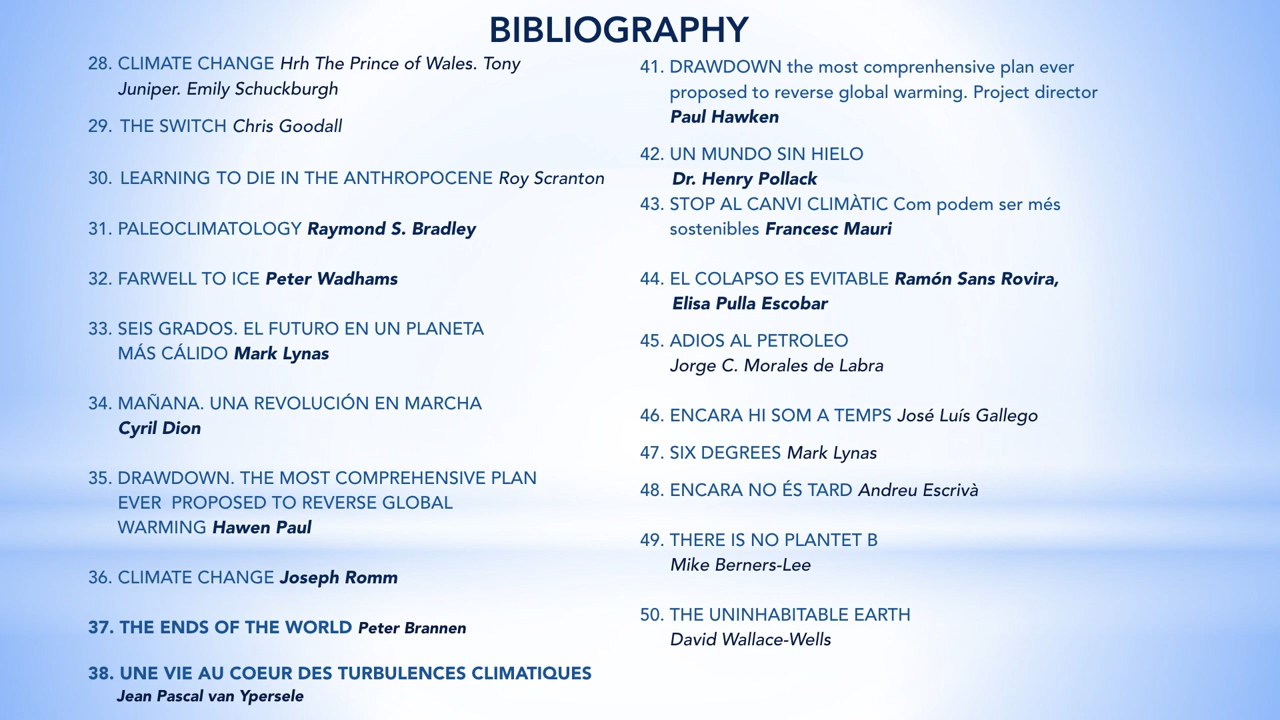 BIBLIOGRAPHY
28. CLIMATE CHANGE Hrh The Prince of Wales. Tony
Juniper. Emily Schuckburgh
29. THE SWITCH Chris Goodall
30. LEARNING TO DIE IN THE ANTHROPOCENE Roy Scranton
31. PALEOCLIMATOLOGY Raymond S. Bradley
32. FARWELL TO ICE Peter Wadhams
33. SEIS GRADOS. EL FUTURO EN UN PLANETA
MÁS CÁLIDO Mark Lynas
34. MAÑANA. UNA REVOLUCIÓN EN MARCHA
Cyril Dion
35. DRAWDOWN. THE MOST COMPREHENSIVE PLAN
EVER PROPOSED TO REVERSE GLOBAL
WARMING Hawen Paul
36. CLIMATE CHANGE Joseph Romm
37. THE ENDS OF THE WORLD Peter Brannen
38. UNE VIE AU COEUR DES TURBULENCES CLIMATIQUES
Jean Pascal van Ypersele
41. DRAWDOWN the most comprenhensive plan ever
proposed to reverse global warming. Project director
Paul Hawken
42. UN MUNDO SIN HIELO
Dr. Henry Pollack
43. STOP AL CANVI CLIMÀTIC Com podem ser més
sostenibles Francesc Mauri
44. EL COLAPSO ES EVITABLE Ramón Sans Rovira,
Elisa Pulla Escobar
45. ADIOS AL PETROLEO
Jorge C. Morales de Labra
46. ENCARA HI SOM A TEMPS José Luís Gallego
47. SIX DEGREES Mark Lynas
48. ENCARA NO ÉS TARD Andreu Escrivà
49. THERE IS NO PLANTET B
Mike Berners-Lee
50. THE UNINHABITABLE EARTH
David Wallace-Wells